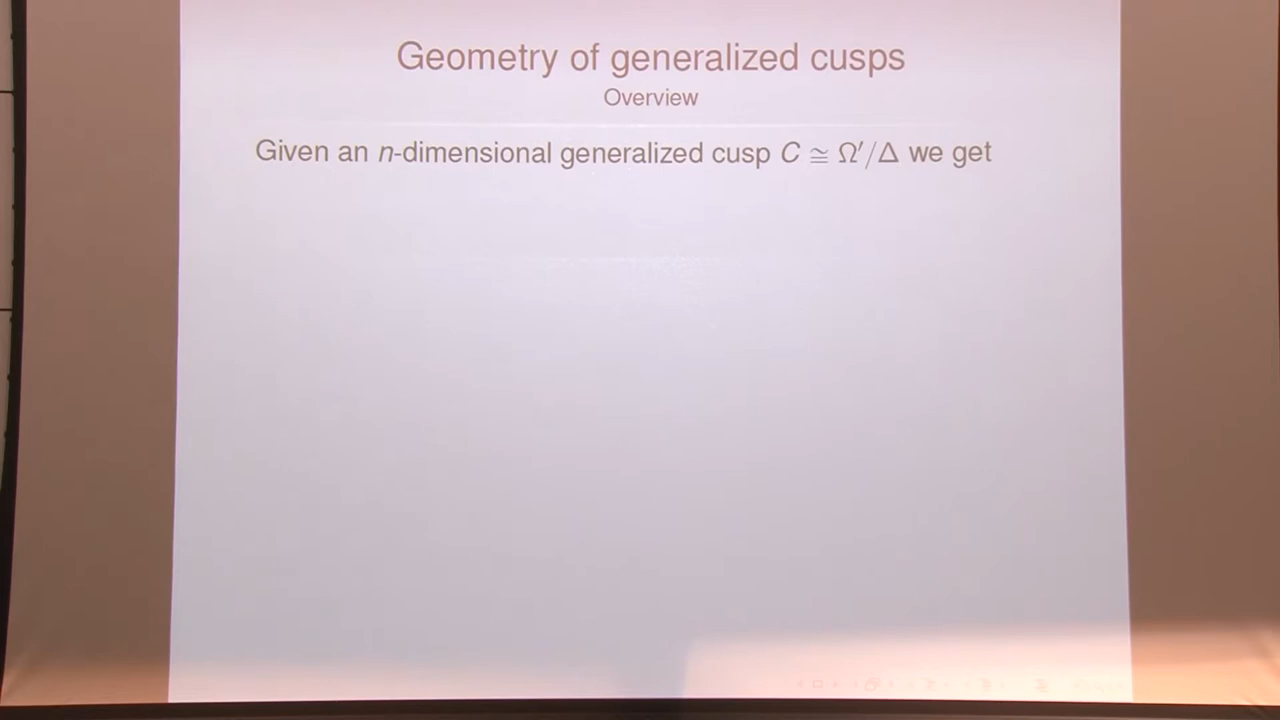 Geometry of generalized cusps
Overview
Given an n-dimensional generalized cusp C ≅ Ω′/Δ we get